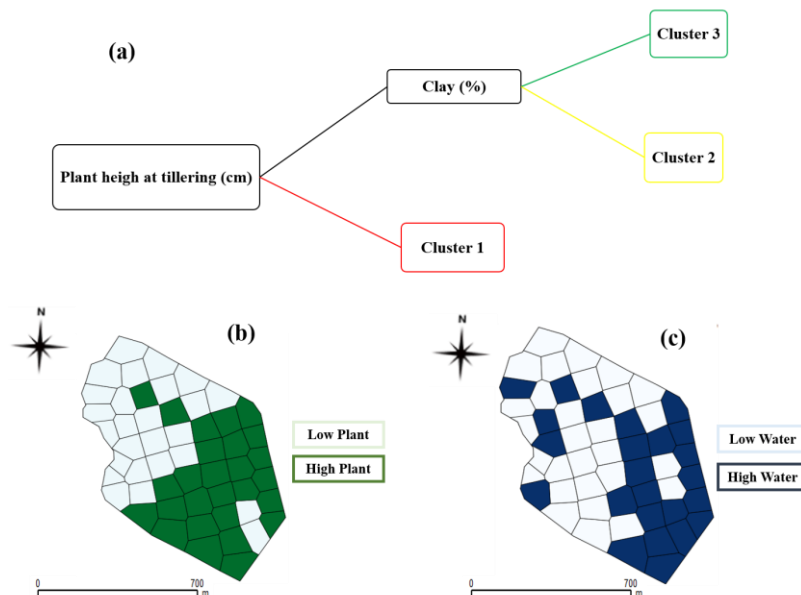 (a)
Cluster 3
Clay (%)
Cluster 2
Plant heigh at tillering (cm)
Cluster 1
N
(b)
Low Plant
High Plant
0
700
m
N
(c)
Low Water
High Water
0
700
m